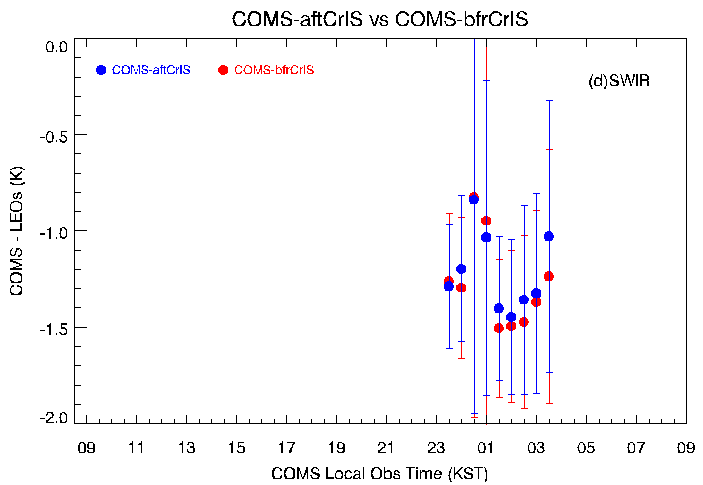 COMS-aftCrIS vs COMS-bfrCrIS
COMS-aftCrIS COMS-bfrCrIS
(d)SWIR
0.0
-0.5
-1.0
-1.5
-2.0
COMS - LEOs (K)
09 11 13 15 17 19 21 23 01 03 05 07 09
COMS Local Obs Time (KST)